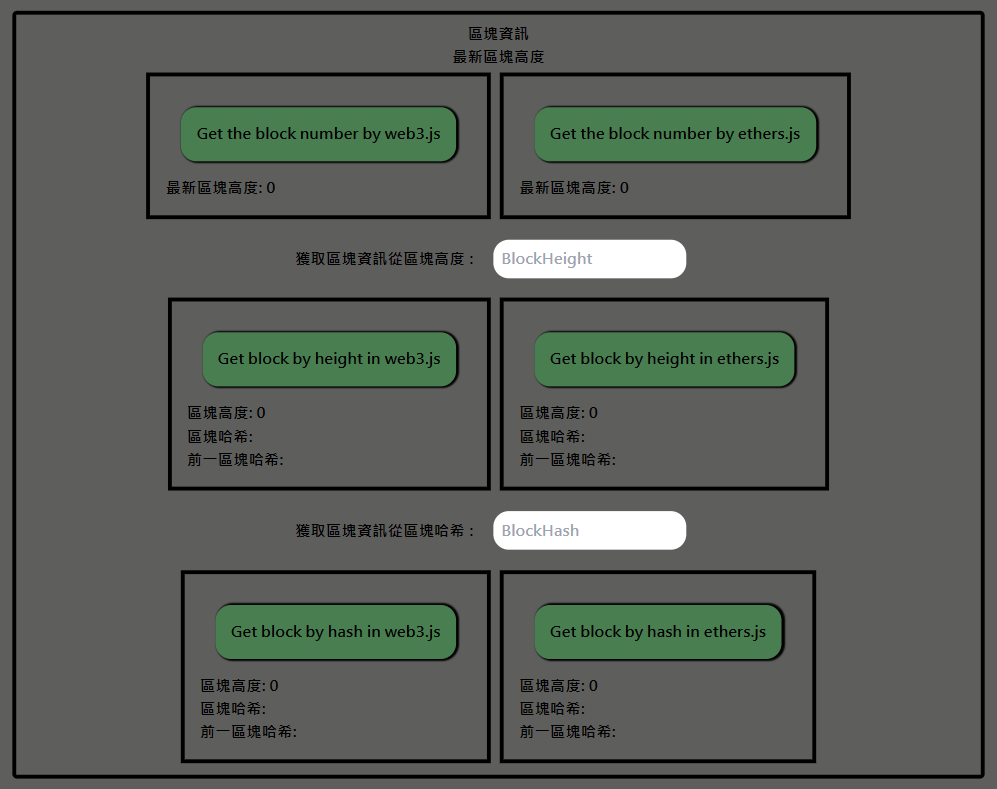 區塊資訊
最新區塊高度
Get the block number by web3.js
最新區塊高度: 0
Get the block number by ethers.js
最新區塊高度: 0
獲取區塊資訊從區塊高度 : BlockHeight
Get block by height in web3.js
區塊高度: 0
區塊哈希:
前一區塊哈希:
Get block by height in ethers.js
區塊高度: 0
區塊哈希:
前一區塊哈希:
獲取區塊資訊從區塊哈希 : BlockHash
Get block by hash in web3.js
區塊高度: 0
區塊哈希:
前一區塊哈希:
Get block by hash in ethers.js
區塊高度: 0
區塊哈希:
前一區塊哈希: